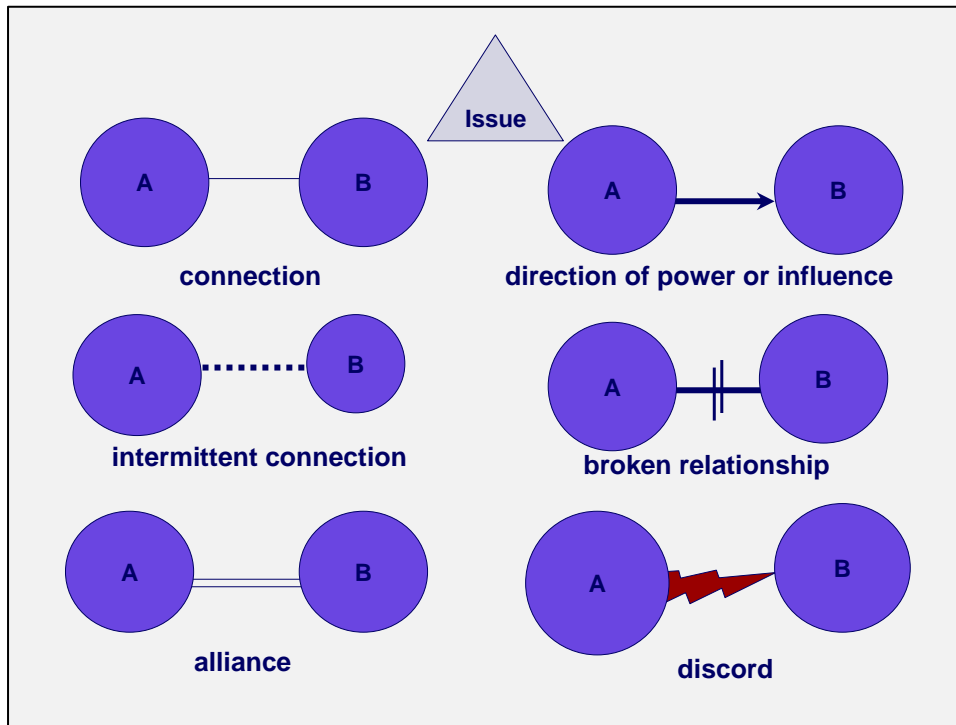 Issue
A B
A B
connection
direction of power or influence
A B
A B
intermittent connection
broken relationship
A B
A B
alliance
discord